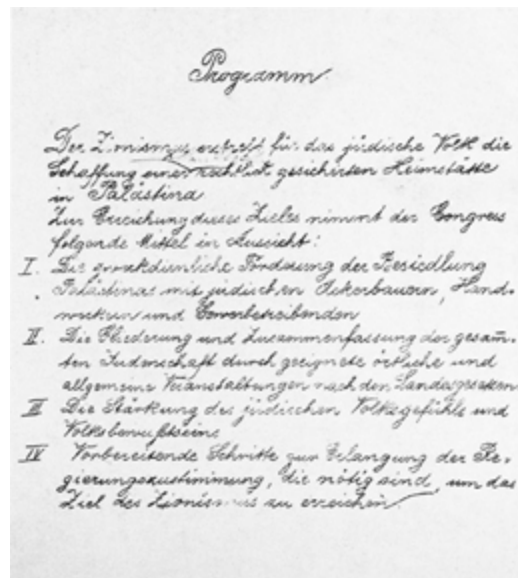 Programm
Der Zionismus erstrebt für das jüdische Volk die
Schaffung einer rechtlich gesicherten Heimstätte
in Palästina
Zur Erreichung dieses Zieles nimmt der Congress
folgende Mittel in Aussicht:
I. Die zweckdienliche Förderung der Besiedlung
Palästinas mit jüdischen Ackerbauern, Hand-
werkern und Gewerbetreibenden
II. Die Gliederung und Zusammenfassung der gesam̄-
ten Judenschaft durch geeignete örtliche und
allgemeine Veranstaltungen nach den Landesgesetzen
III Die Stärkung des jüdischen Volksgefühls und
Volksbewußtseins
IV Vorbereitende Schritte zur Erlangung der Re-
gierungszustimmung, die nötig sind, um das
Ziel des Zionismus zu erreichen.